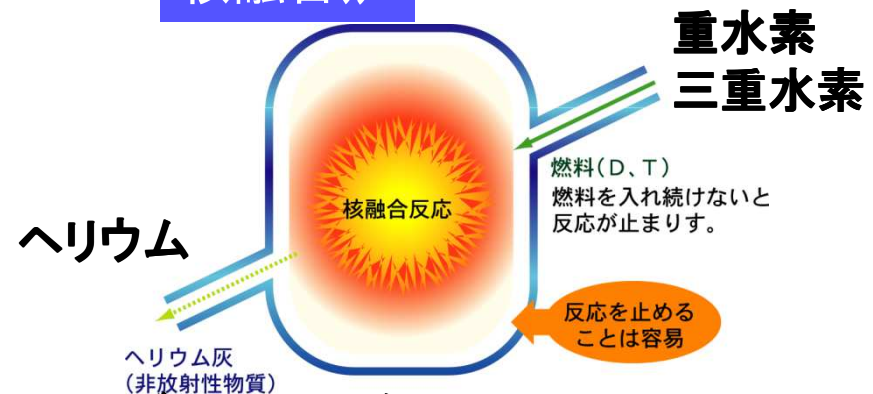 重水素
三重水素
燃料(D、T)
燃料を入れ続けないと
反応が止まりす。
核融合反応
ヘリウム
反応を止める
ことは容易
ヘリウム灰
(非放射性物質)